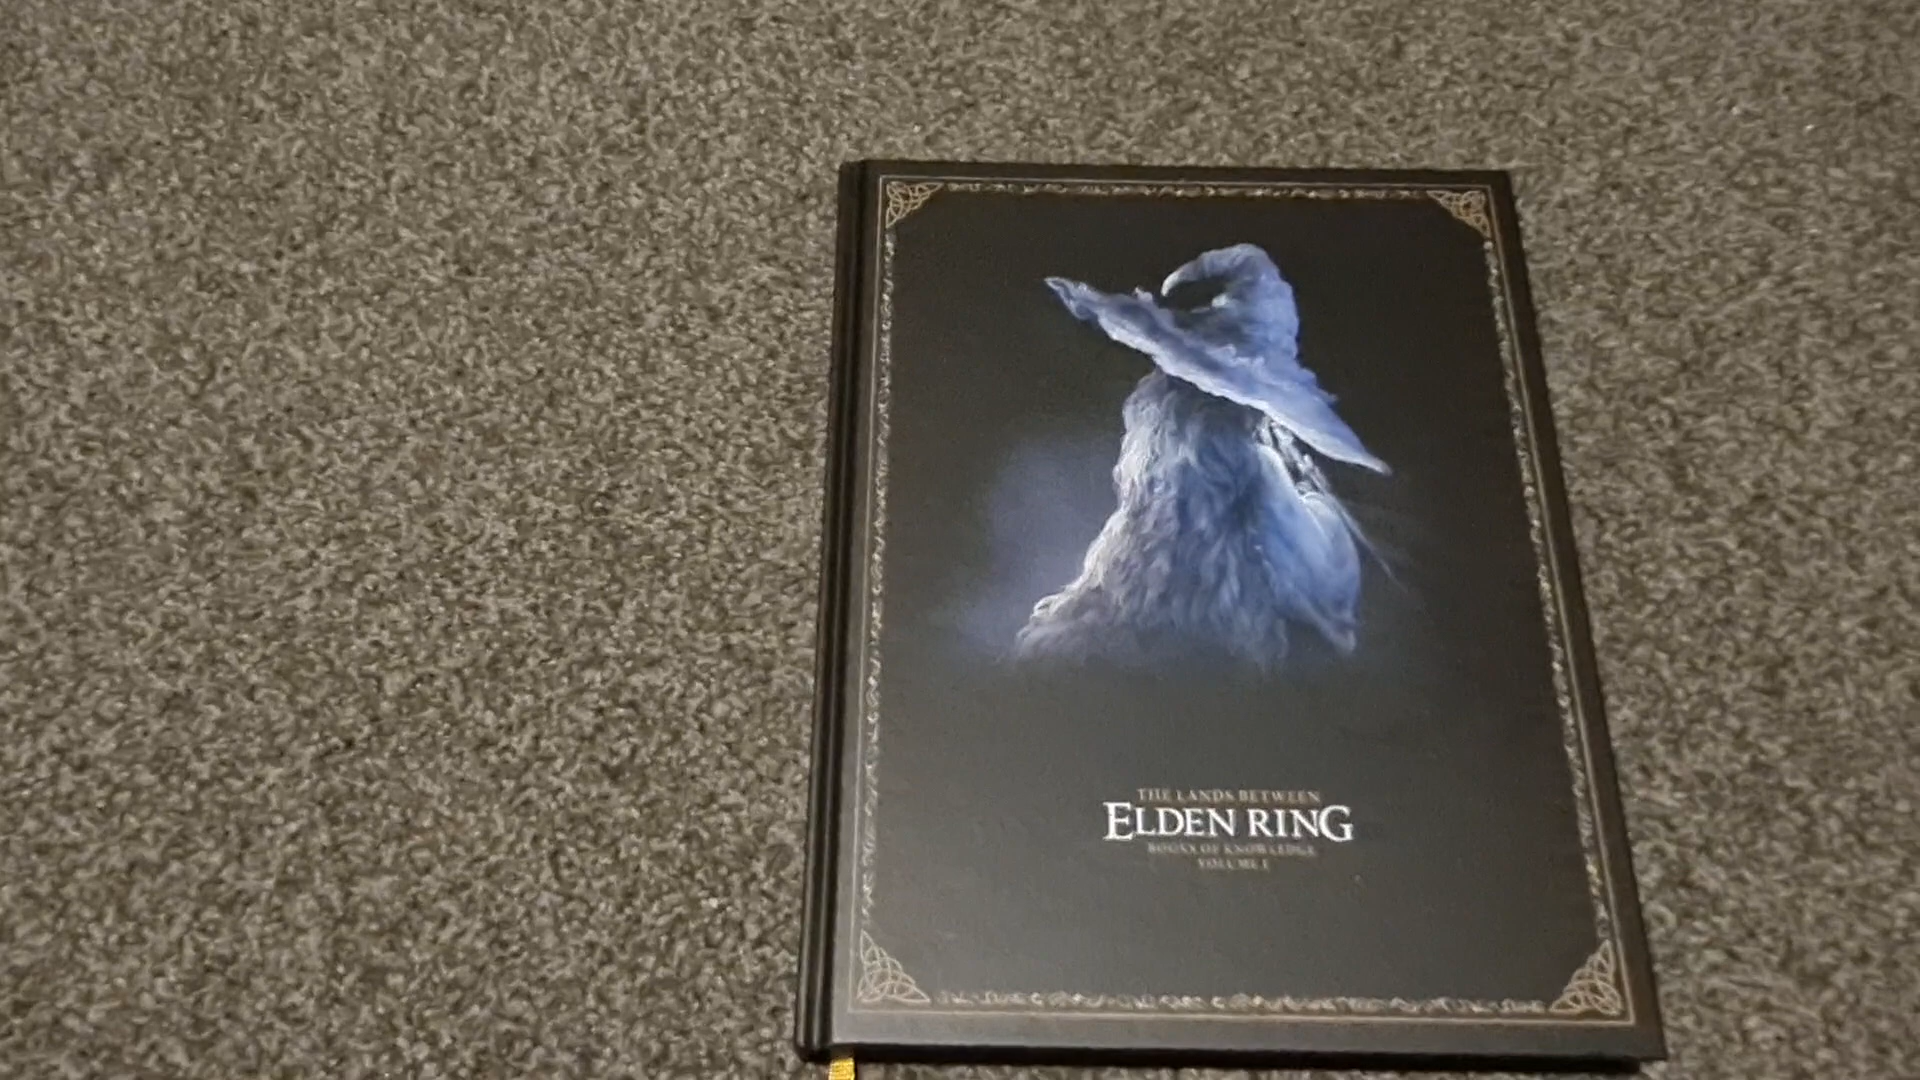 THE LANDS BETWEEN
ELDEN RING
BOOKS OF KNOWLEDGE
VOLUME I